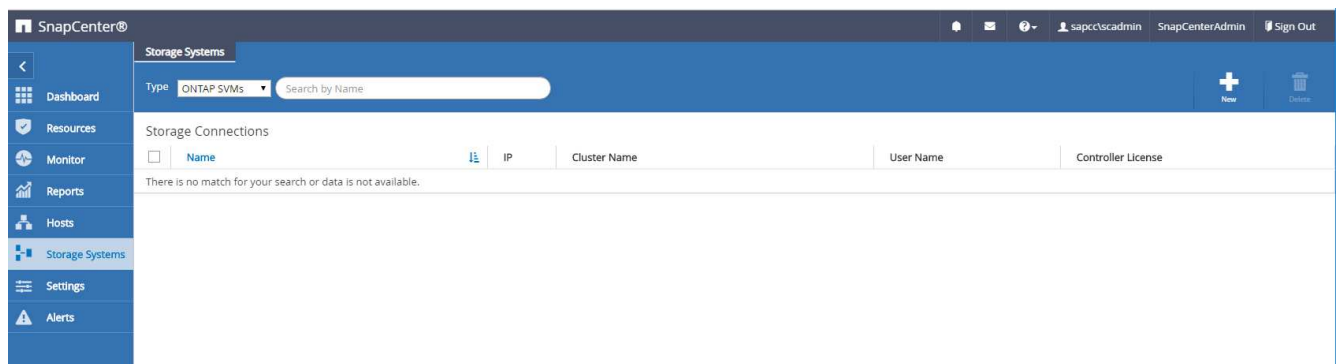 SnapCenter®
sapcc\scadmin SnapCenterAdmin Sign Out
Storage Systems
Type ONTAP SVMs Search by Name
New Delete
Dashboard
Resources
Monitor
Reports
Hosts
Storage Systems
Settings
Alerts
Storage Connections
Name IP Cluster Name User Name Controller License
There is no match for your search or data is not available.